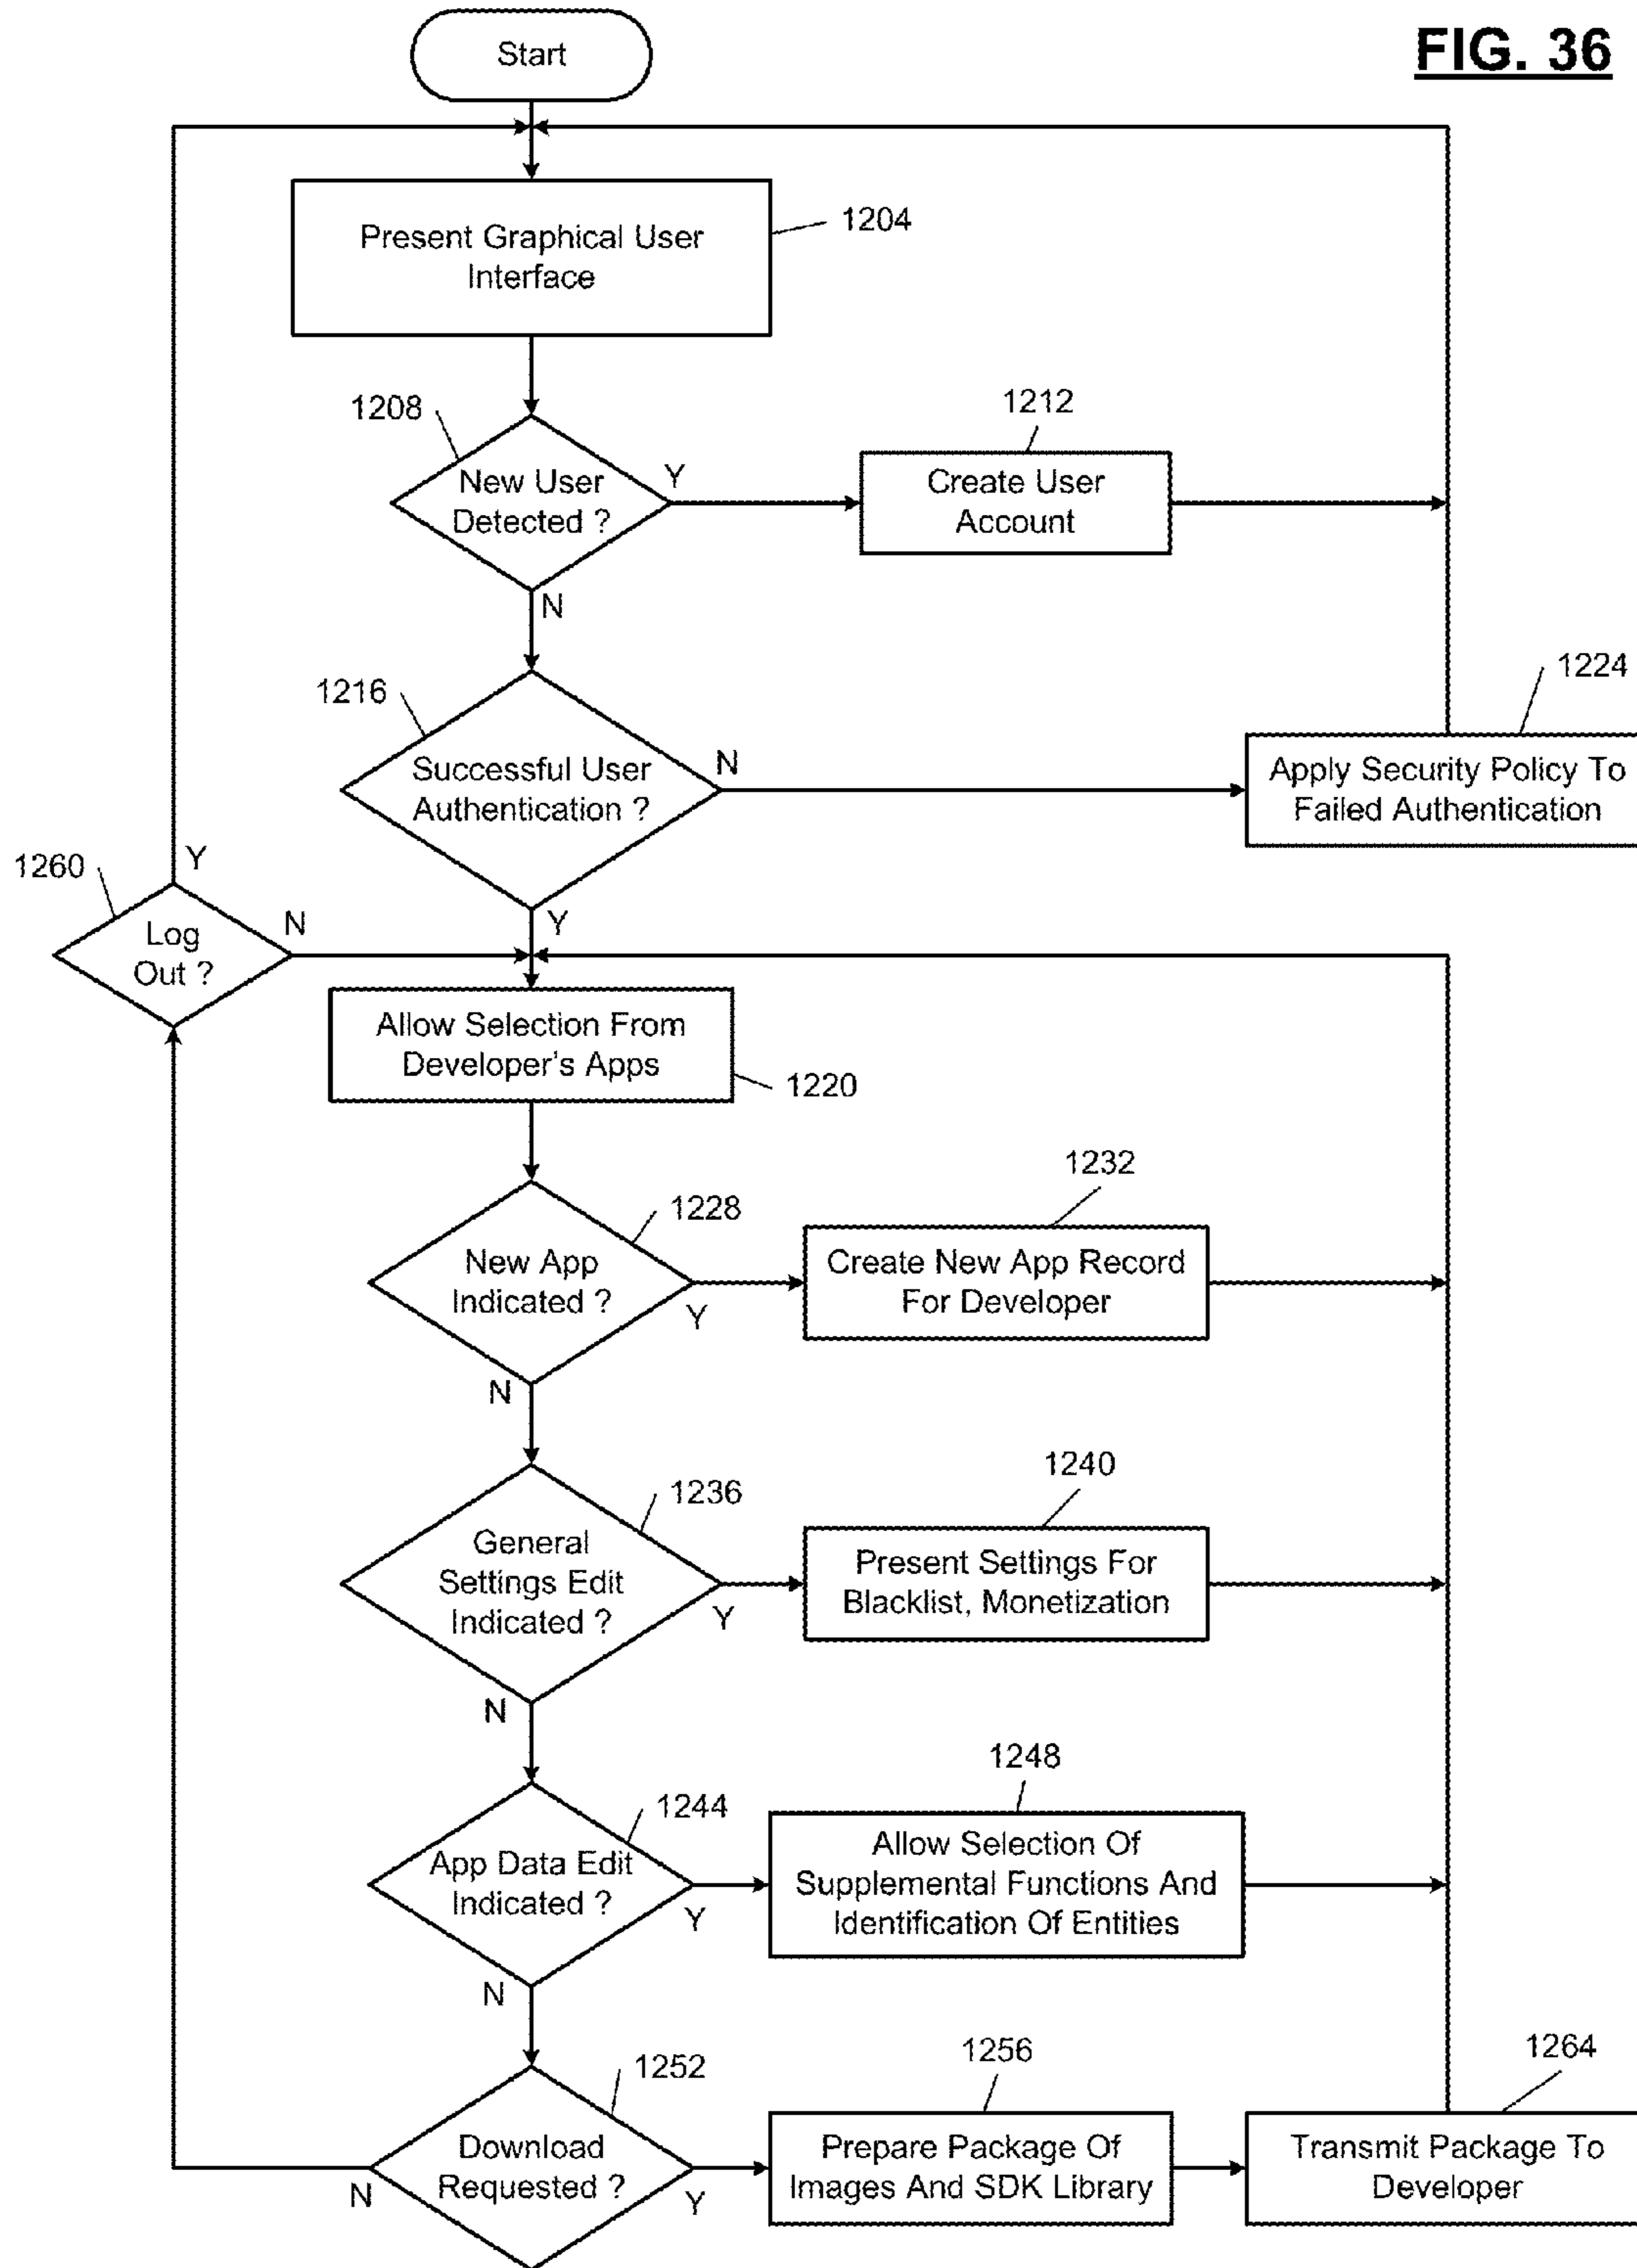 FIG. 36
Start
Present Graphical User
Interface
1204
1208
New User
Detected ?
Y
N
1212
Create User
Account
1216
Successful User
Authentication ?
N
Y
1224
Apply Security Policy To
Failed Authentication
1260
Y
Log
Out ?
N
Allow Selection From
Developer's Apps
1220
1228
New App
Indicated ?
Y
N
1232
Create New App Record
For Developer
1236
General
Settings Edit
Indicated ?
Y
N
1240
Present Settings For
Blacklist, Monetization
1244
App Data Edit
Indicated ?
Y
N
1248
Allow Selection Of
Supplemental Functions And
Identification Of Entities
1252
Download
Requested ?
N
Y
1256
Prepare Package Of
Images And SDK Library
1264
Transmit Package To
Developer